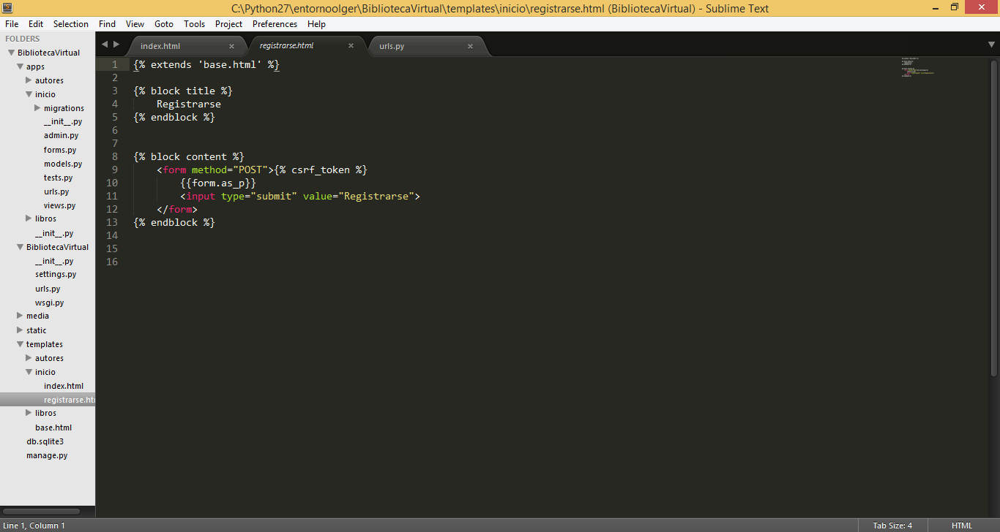 C:\Python27\entornoolger\BibliotecaVirtual\templates\inicio\registrarse.html (BibliotecaVirtual) - Sublime Text
File Edit Selection Find View Goto Tools Project Preferences Help
FOLDERS
BibliotecaVirtual
apps
autores
inicio
migrations
__init__.py
admin.py
forms.py
models.py
tests.py
urls.py
views.py
libros
__init__.py
BibliotecaVirtual
__init__.py
settings.py
urls.py
wsgi.py
media
static
templates
autores
inicio
index.html
registrarse.ht
libros
base.html
db.sqlite3
manage.py
index.html registrarse.html urls.py
1 {% extends 'base.html' %}
2
3 {% block title %}
4     Registrarse
5 {% endblock %}
6
7
8 {% block content %}
9     <form method="POST">{% csrf_token %}
10         {{form.as_p}}
11         <input type="submit" value="Registrarse">
12     </form>
13 {% endblock %}
14
15
16
Line 1, Column 1 Tab Size: 4 HTML